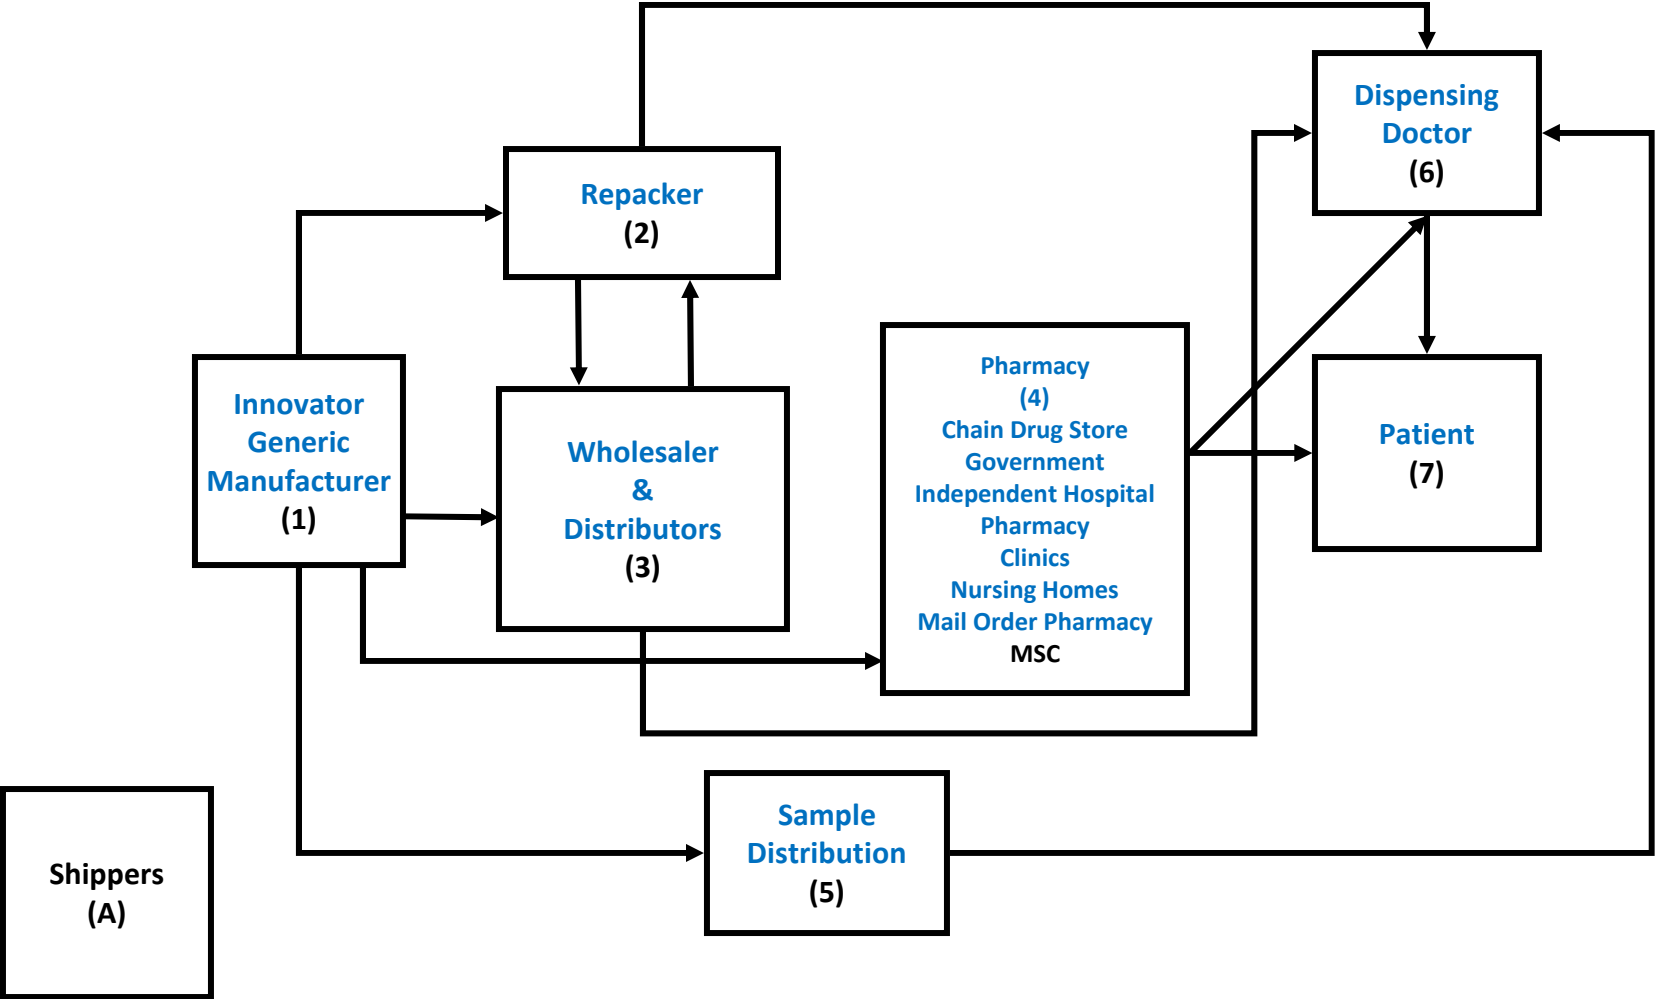 Dispensing
Doctor
(6)
Repacker
(2)
Innovator
Generic
Manufacturer
(1)
Wholesaler
&
Distributors
(3)
Pharmacy
(4)
Chain Drug Store
Government
Independent Hospital
Pharmacy
Clinics
Nursing Homes
Mail Order Pharmacy
MSC
Patient
(7)
Sample
Distribution
(5)
Shippers
(A)